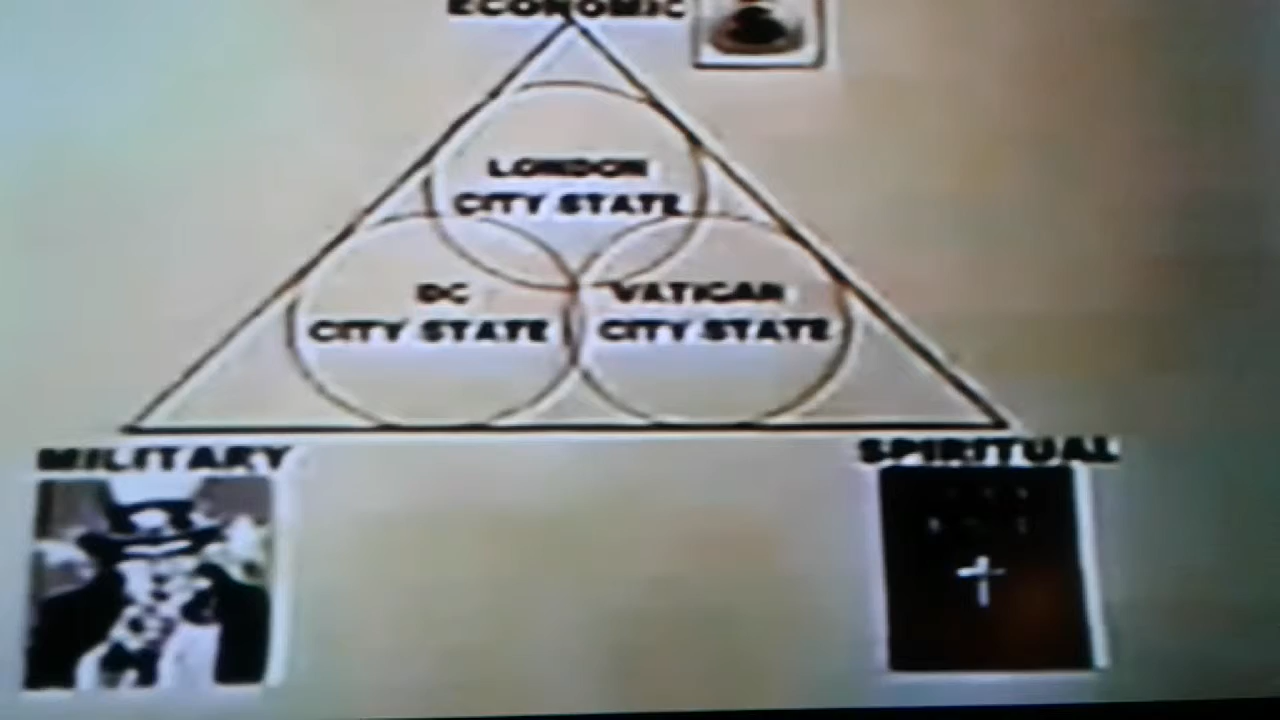 ECONOMIC
LONDON
CITY STATE
DC
CITY STATE
VATICAN
CITY STATE
MILITARY
SPIRITUAL